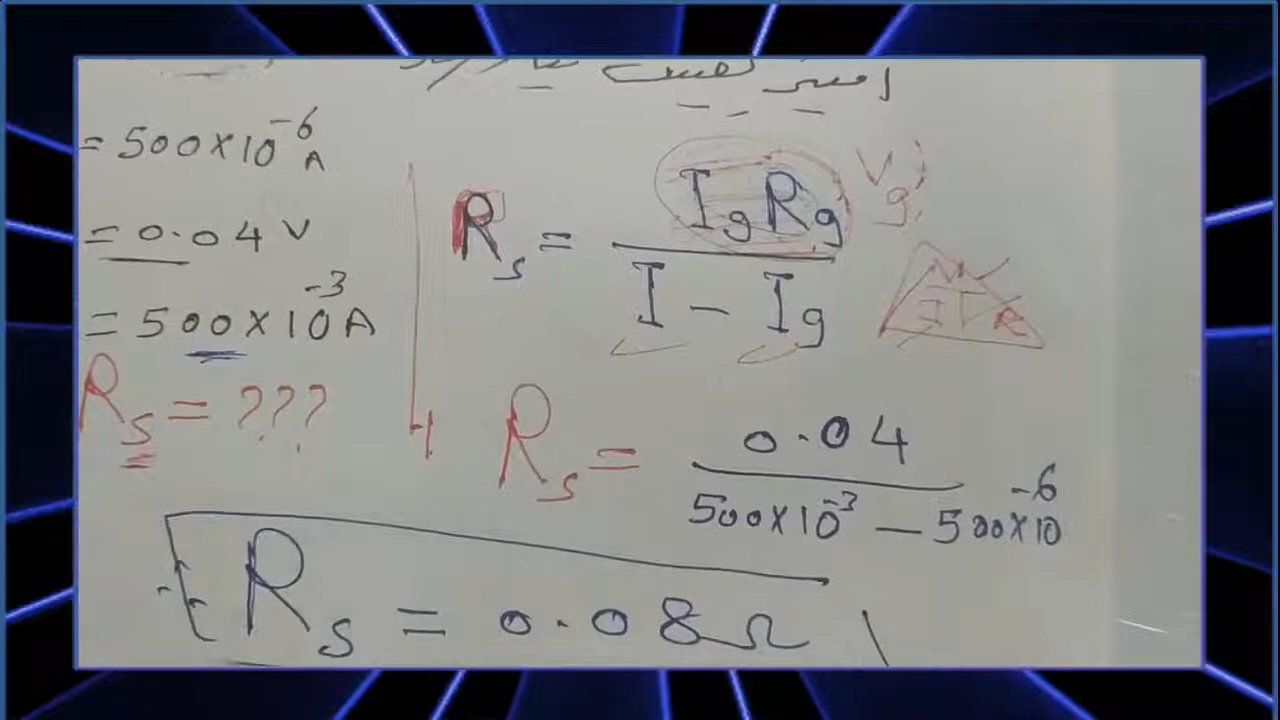 أميتر
= 500×10⁻⁶ A
= 0.04 V
= 500×10⁻³ A
Rₛ = ???
Rₛ = IgRg / I - Ig
Vg
V
I R
Rₛ = 0.04 / 500×10⁻³ - 500×10⁻⁶
Rₛ = 0.08 Ω